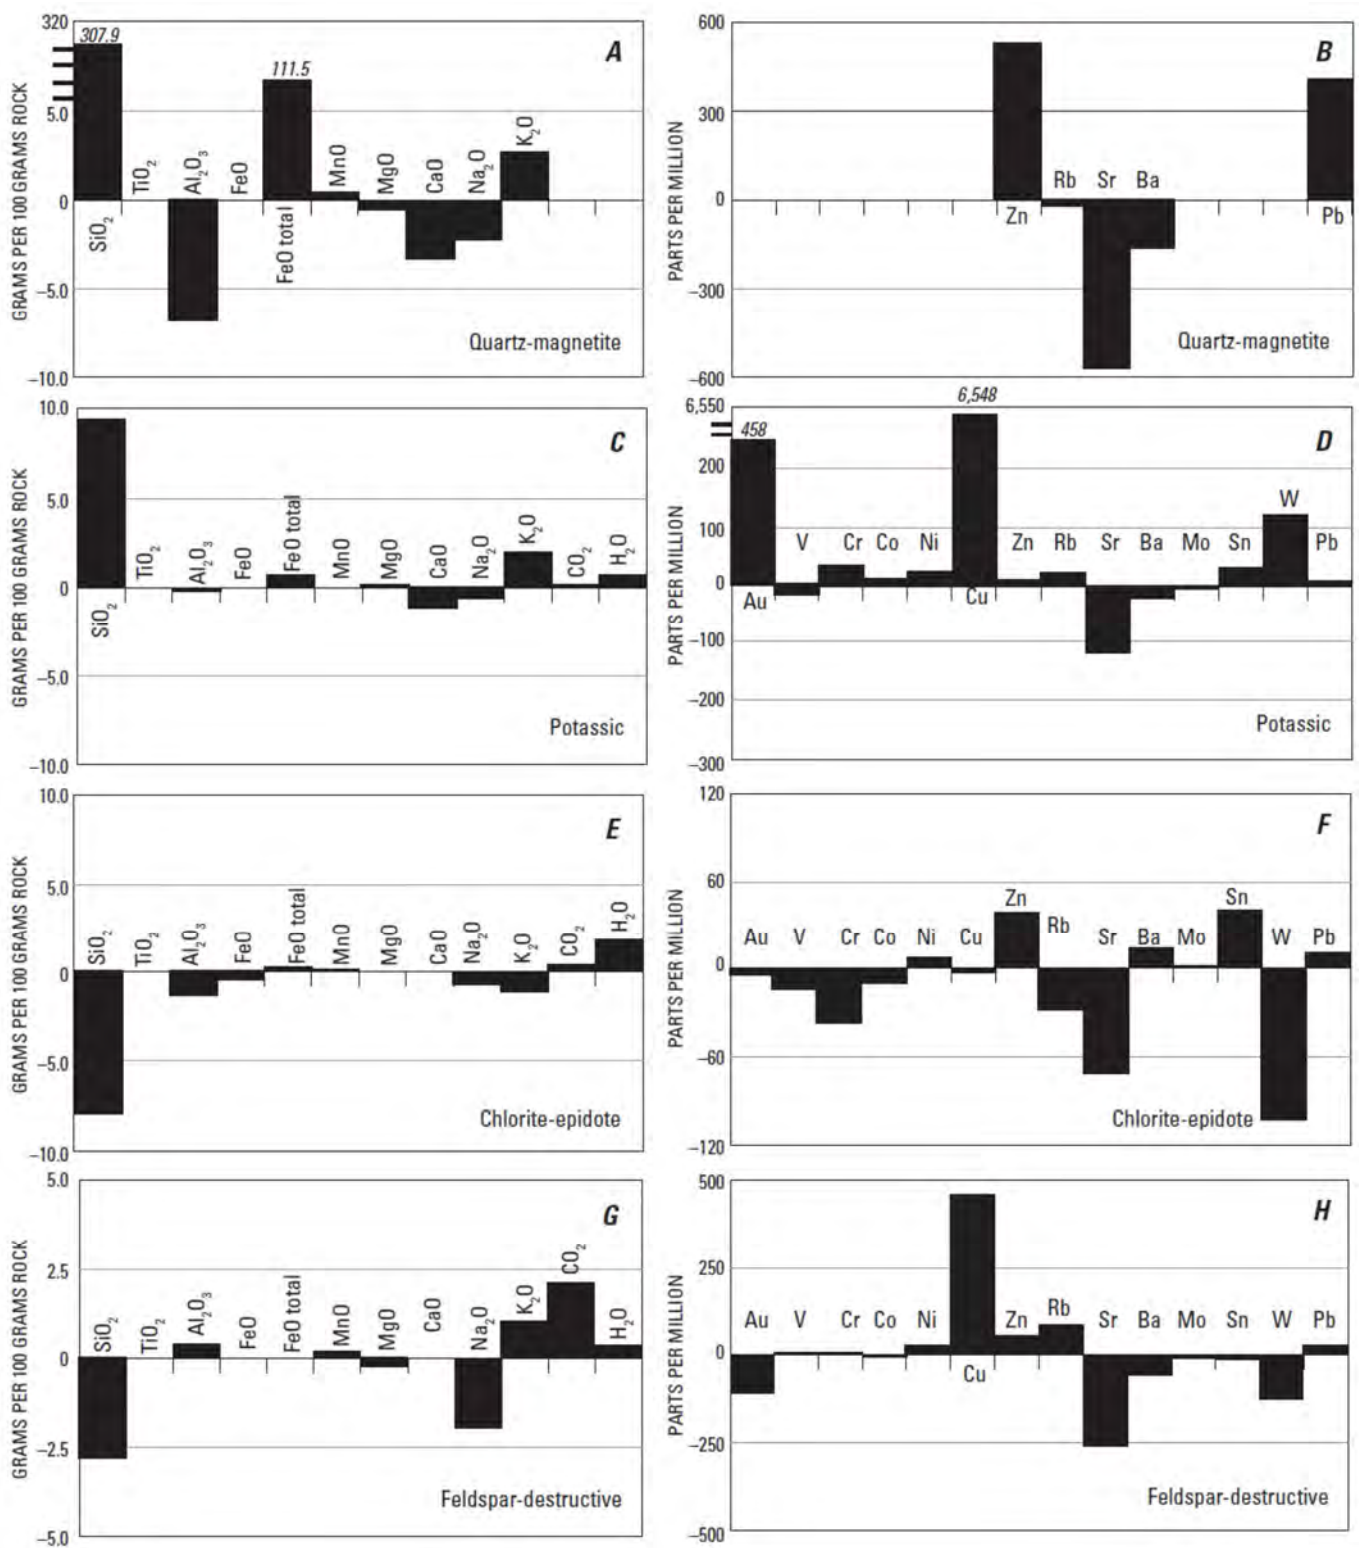 A
GRAMS PER 100 GRAMS ROCK
320
5.0
0
−5.0
−10.0
307.9
111.5
SiO2
TiO2
Al2O3
FeO
FeO total
MnO
MgO
CaO
Na2O
K2O
Quartz-magnetite
B
PARTS PER MILLION
600
300
0
−300
−600
Zn
Rb
Sr
Ba
Pb
Quartz-magnetite
C
GRAMS PER 100 GRAMS ROCK
10.0
5.0
0
−5.0
−10.0
SiO2
TiO2
Al2O3
FeO
FeO total
MnO
MgO
CaO
Na2O
K2O
CO2
H2O
Potassic
D
PARTS PER MILLION
6,550
200
100
0
−100
−200
−300
458
6,548
Au
V
Cr
Co
Ni
Cu
Zn
Rb
Sr
Ba
Mo
Sn
W
Pb
Potassic
E
GRAMS PER 100 GRAMS ROCK
10.0
5.0
0
−5.0
−10.0
SiO2
TiO2
Al2O3
FeO
FeO total
MnO
MgO
CaO
Na2O
K2O
CO2
H2O
Chlorite-epidote
F
PARTS PER MILLION
120
60
0
−60
−120
Au
V
Cr
Co
Ni
Cu
Zn
Rb
Sr
Ba
Mo
Sn
W
Pb
Chlorite-epidote
G
GRAMS PER 100 GRAMS ROCK
5.0
2.5
0
−2.5
−5.0
SiO2
TiO2
Al2O3
FeO
FeO total
MnO
MgO
CaO
Na2O
K2O
CO2
H2O
Feldspar-destructive
H
PARTS PER MILLION
500
250
0
−250
−500
Au
V
Cr
Co
Ni
Cu
Zn
Rb
Sr
Ba
Mo
Sn
W
Pb
Feldspar-destructive